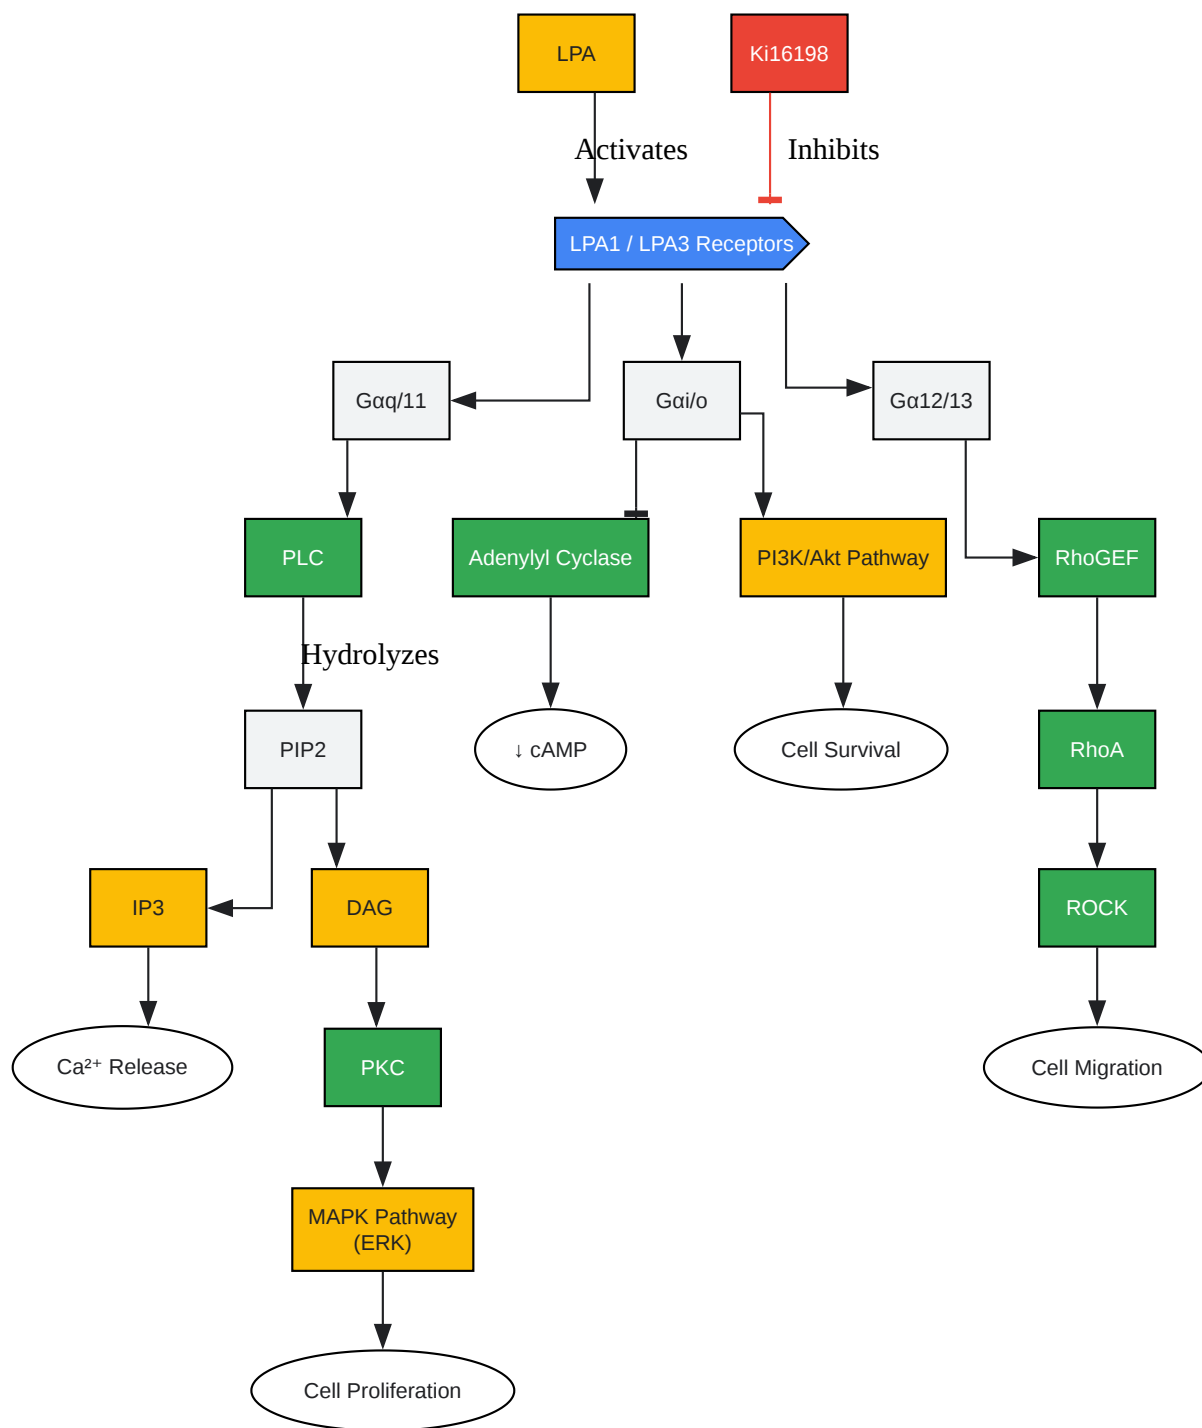 LPA
Ki16198
Activates
Inhibits
LPA1 / LPA3 Receptors
Gαq/11
Gαi/o
Gα12/13
PLC
Adenylyl Cyclase
PI3K/Akt Pathway
RhoGEF
Hydrolyzes
PIP2
↓ cAMP
Cell Survival
RhoA
IP3
DAG
ROCK
Ca²⁺ Release
PKC
Cell Migration
MAPK Pathway
(ERK)
Cell Proliferation